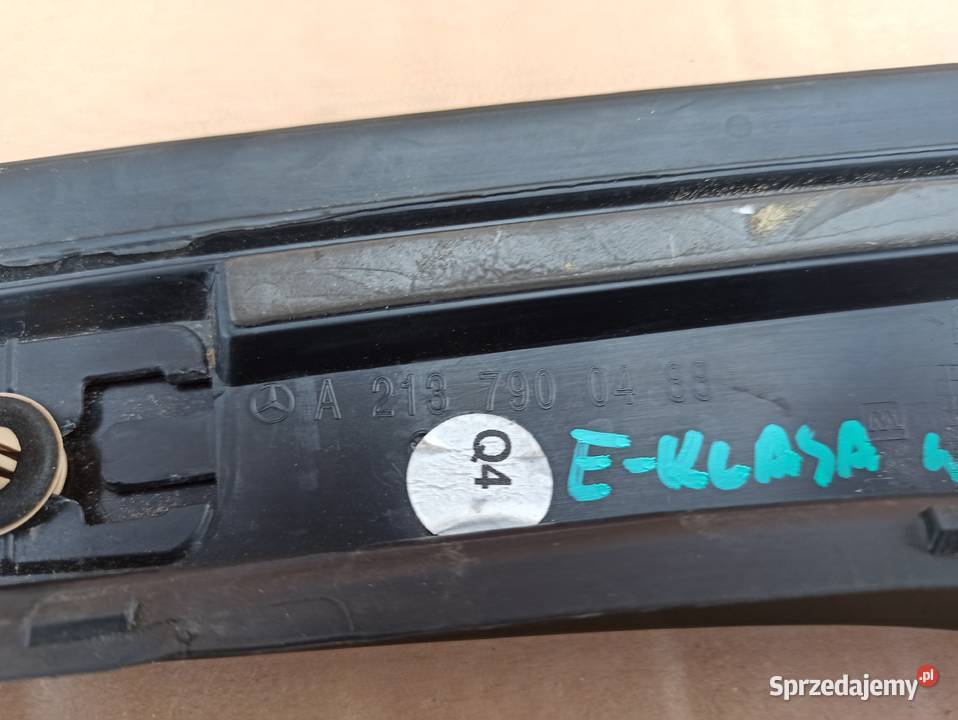 A 213 790 04 88
Q4
E-KLASA
Sprzedajemy.pl